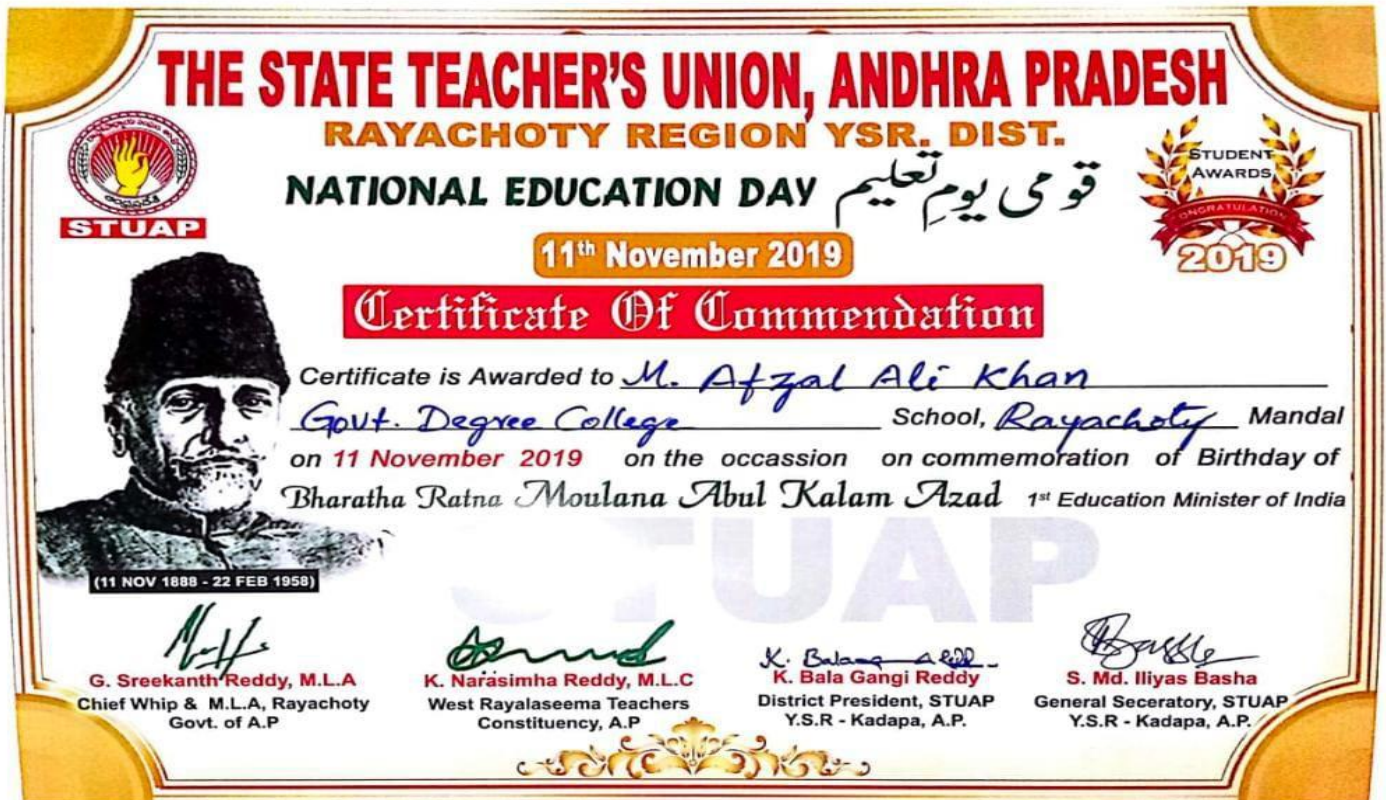 THE STATE TEACHER'S UNION, ANDHRA PRADESH
RAYACHOTY REGION YSR. DIST.
NATIONAL EDUCATION DAY قومی یومِ تعلیم
STUAP
STUDENT
AWARDS
CONGRATULATION
2019
11th November 2019
Certificate Of Commendation
Certificate is Awarded to M. Afzal Ali Khan
Govt. Degree College School, Rayachoty Mandal
on 11 November 2019 on the occassion on commemoration of Birthday of
Bharatha Ratna Moulana Abul Kalam Azad 1st Education Minister of India
STUAP
(11 NOV 1888 - 22 FEB 1958)
G. Sreekanth Reddy, M.L.A
Chief Whip & M.L.A, Rayachoty
Govt. of A.P
K. Narasimha Reddy, M.L.C
West Rayalaseema Teachers
Constituency, A.P
K. Bala Gangi Reddy
District President, STUAP
Y.S.R - Kadapa, A.P.
S. Md. Iliyas Basha
General Seceratory, STUAP
Y.S.R - Kadapa, A.P.